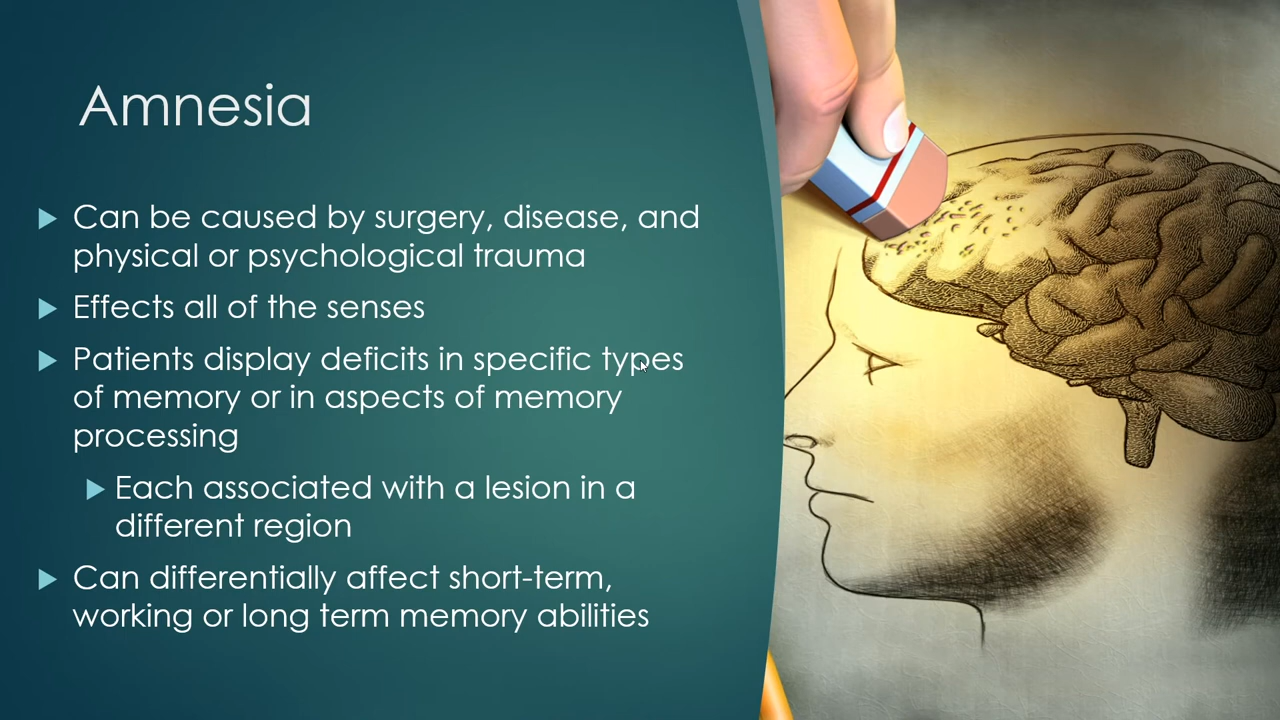 Amnesia
Can be caused by surgery, disease, and
physical or psychological trauma
Effects all of the senses
Patients display deficits in specific types
of memory or in aspects of memory
processing
Each associated with a lesion in a
different region
Can differentially affect short-term,
working or long term memory abilities